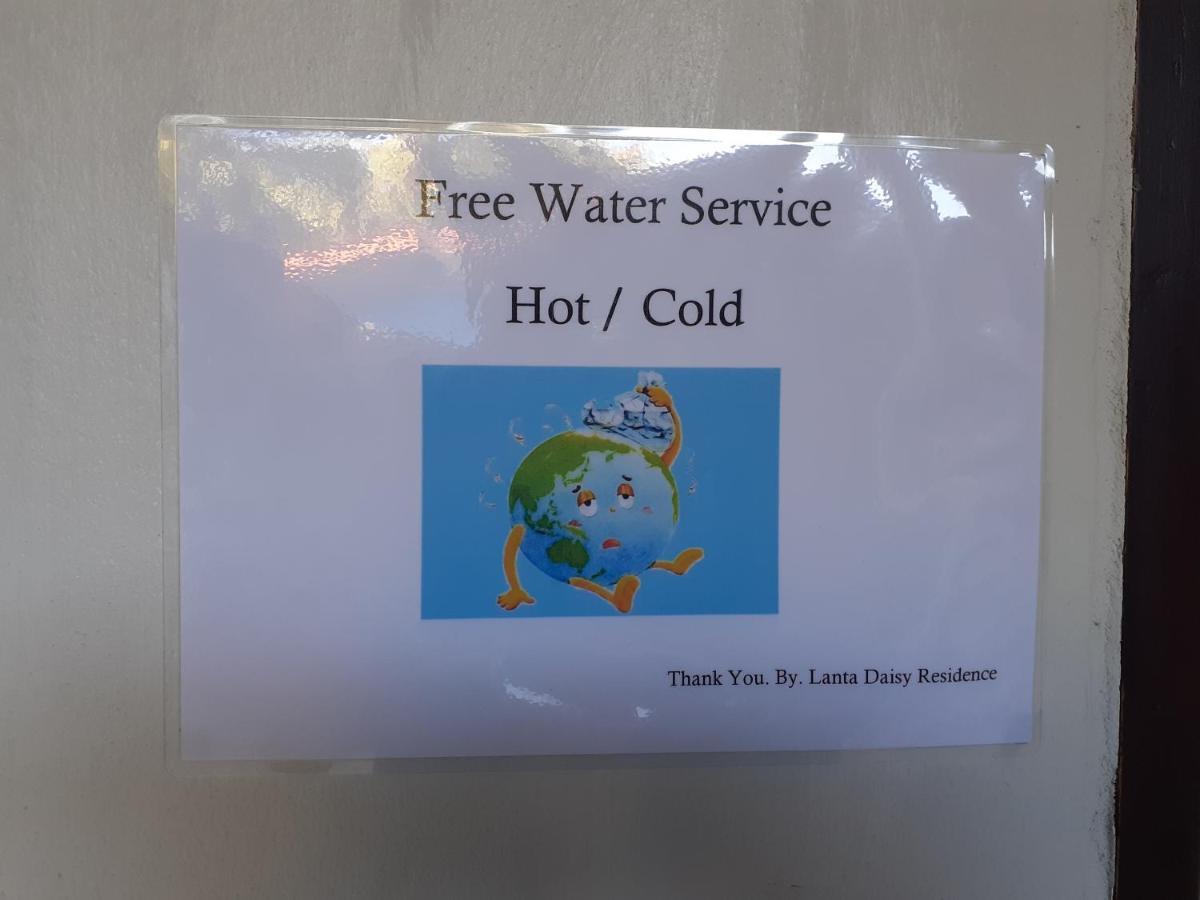 Free Water Service
Hot / Cold
Thank You. By. Lanta Daisy Residence